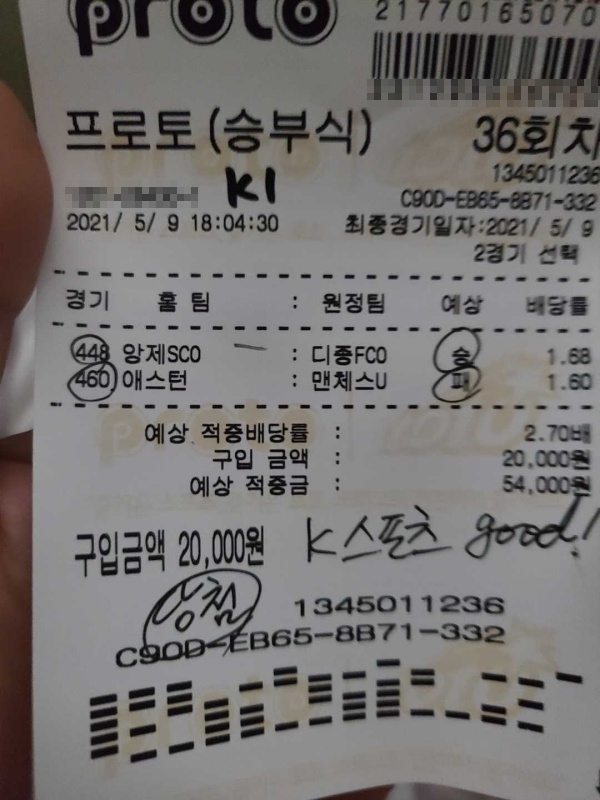 proto
21770165070
프로토(승부식) 36회차
1345011236
K1
C90D-EB65-8B71-332
2021/ 5/ 9 18:04:30 최종경기일자:2021/ 5/ 9
2경기 선택
경기 홈 팀 : 원정팀 예상 배당률
448 앙제SCO : 디종FCO 승 1.68
460 애스턴 : 맨체스U 패 1.60
예상 적중배당률 : 2.70배
구입 금액 : 20,000원
예상 적중금 : 54,000원
구입금액 20,000원 K스포츠 good!
1345011236
C90D-EB65-8B71-332